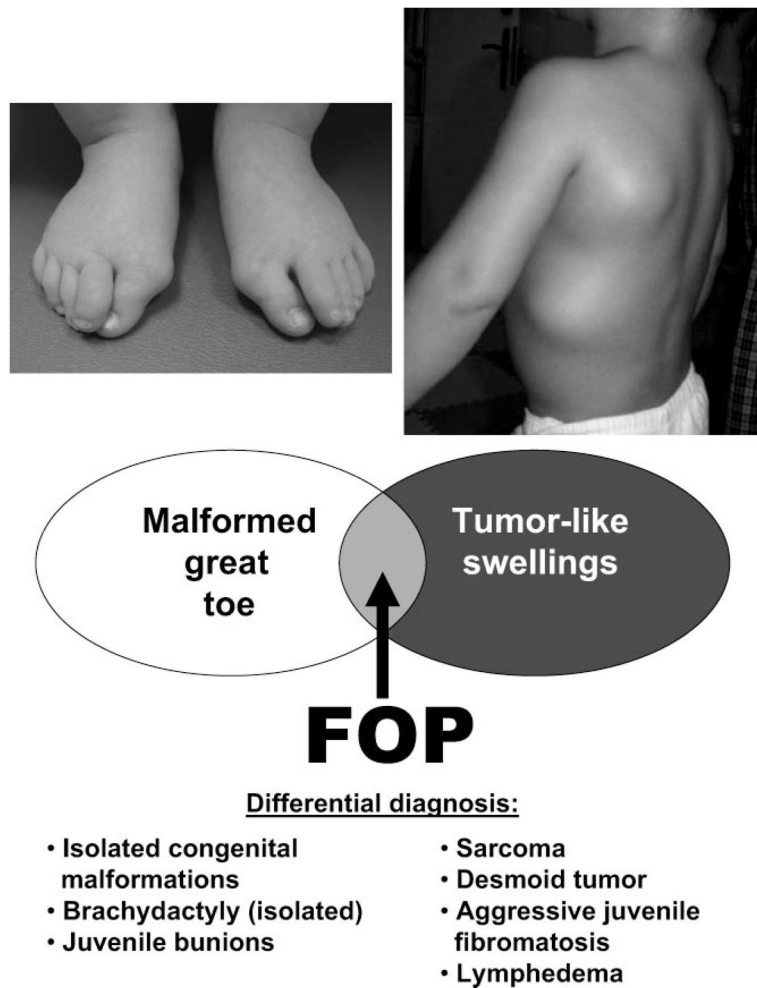 Malformed
great
toe
Tumor-like
swellings
FOP
Differential diagnosis:
• Isolated congenital
malformations
• Brachydactyly (isolated)
• Juvenile bunions
• Sarcoma
• Desmoid tumor
• Aggressive juvenile
fibromatosis
• Lymphedema